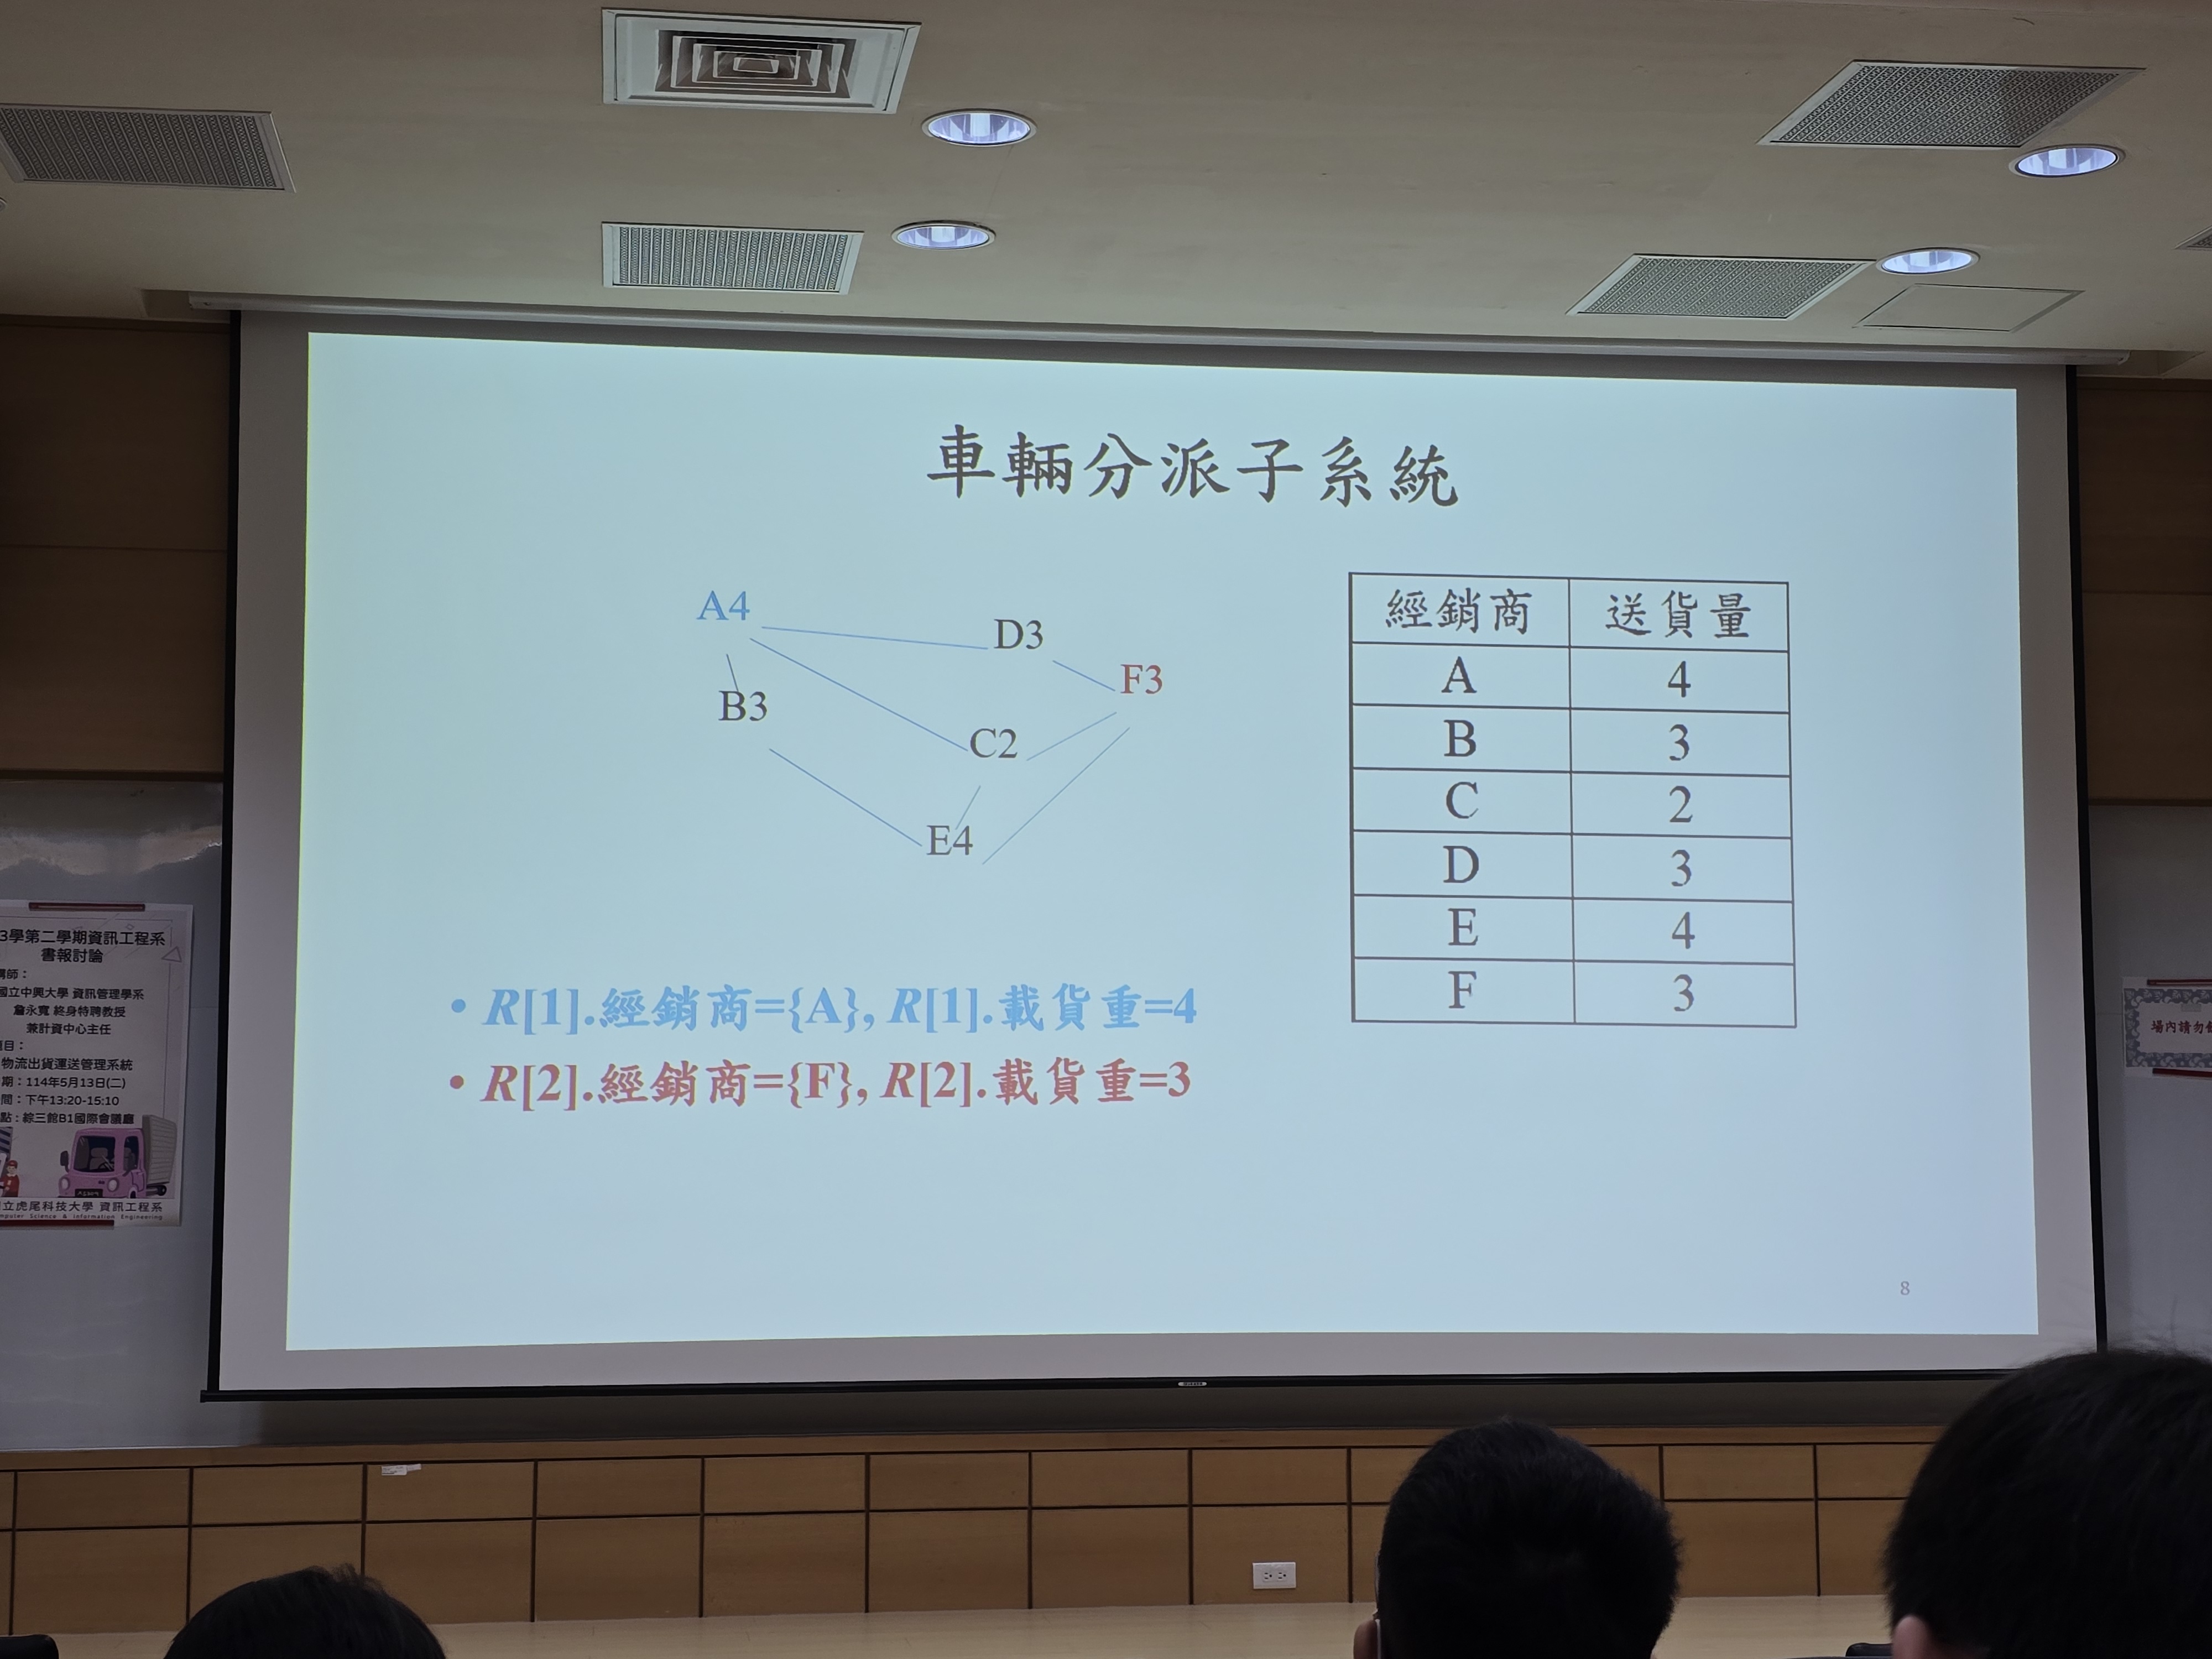 車輛分派子系統
A4
D3
F3
B3
C2
E4
經銷商 送貨量
A 4
B 3
C 2
D 3
E 4
F 3
• R[1].經銷商={A}, R[1].載貨重=4
• R[2].經銷商={F}, R[2].載貨重=3
8
3學第二學期資訊工程系
書報討論
講師：
國立中興大學 資訊管理學系
詹永寬 終身特聘教授
兼計資中心主任
題目：
物流出貨運送管理系統
期：114年5月13日(二)
間：下午13:20-15:10
點：綜三館B1國際會議廳
立虎尾科技大學 資訊工程系
mputer Science & Information Engineering
場內請勿